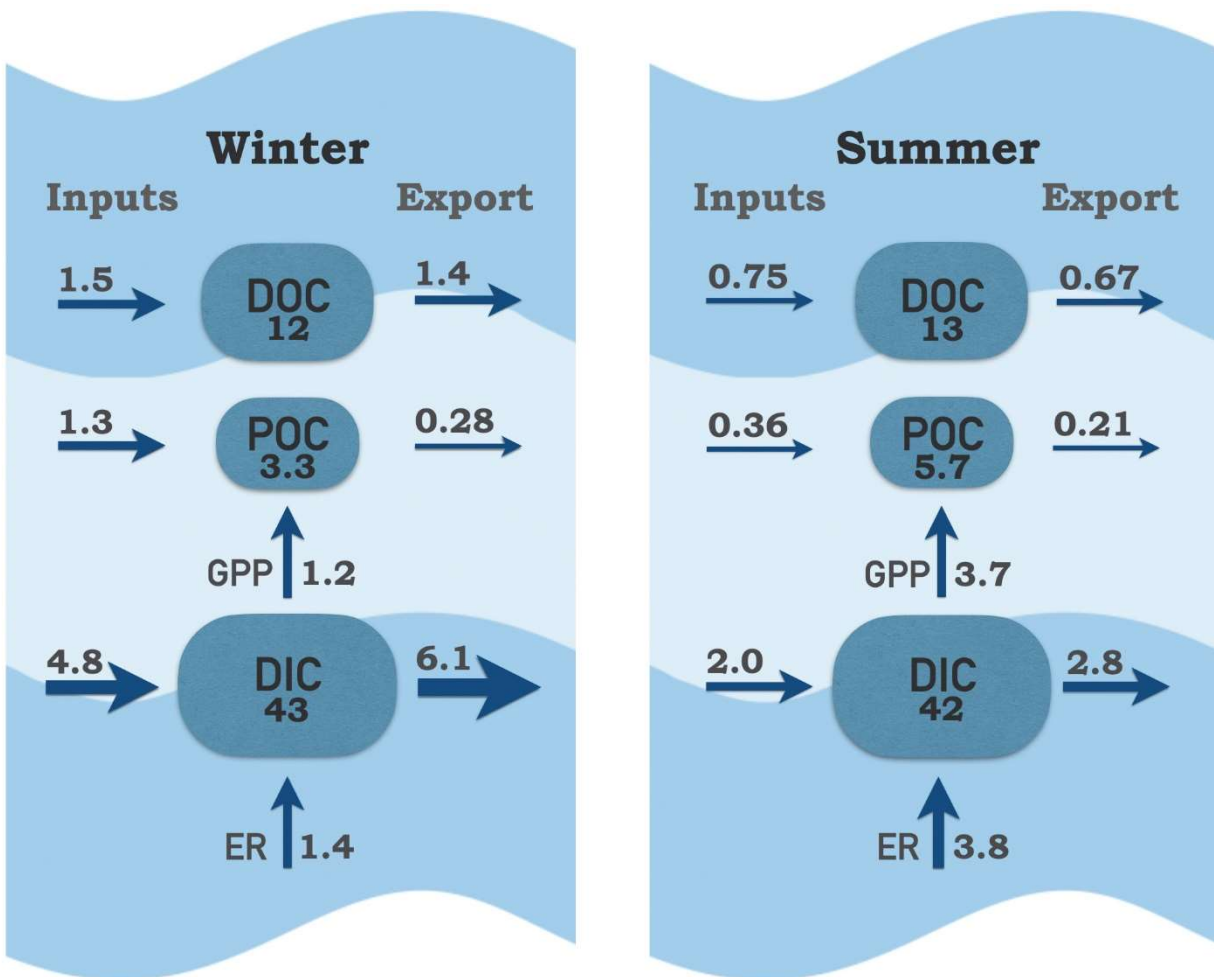 Winter
Inputs
Export
1.5
DOC
12
1.4
1.3
POC
3.3
0.28
GPP
1.2
4.8
DIC
43
6.1
ER
1.4
Summer
Inputs
Export
0.75
DOC
13
0.67
0.36
POC
5.7
0.21
GPP
3.7
2.0
DIC
42
2.8
ER
3.8